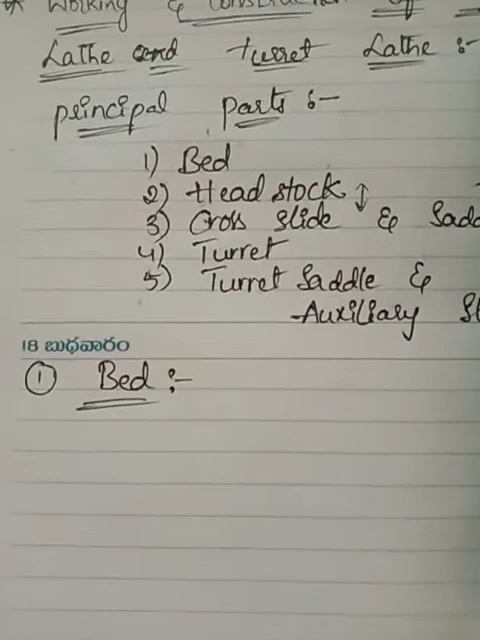 * Working & Construction of
Lathe and turret Lathe :-
principal parts :-
1) Bed
2) Head stock
3) Cross slide & Sadd
4) Turret
5) Turret saddle &
-Auxiliary Sl
18 బుధవారం
① Bed :-